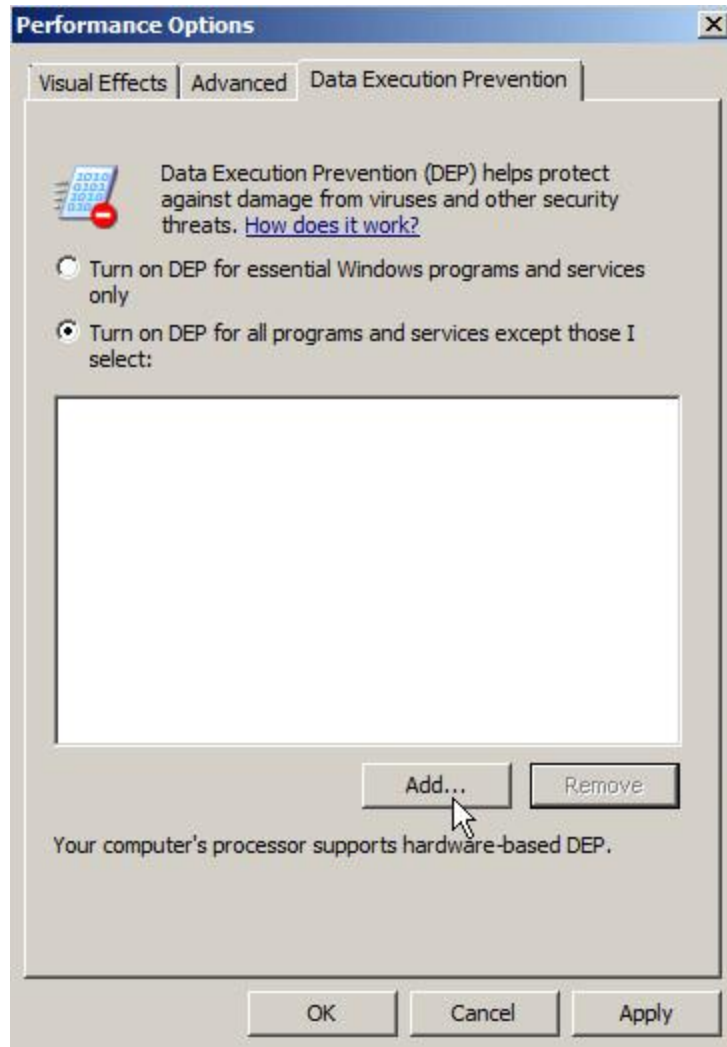 Performance Options
Visual Effects
Advanced
Data Execution Prevention
Data Execution Prevention (DEP) helps protect
against damage from viruses and other security
threats. How does it work?
Turn on DEP for essential Windows programs and services
only
Turn on DEP for all programs and services except those I
select:
Add...
Remove
Your computer's processor supports hardware-based DEP.
OK
Cancel
Apply